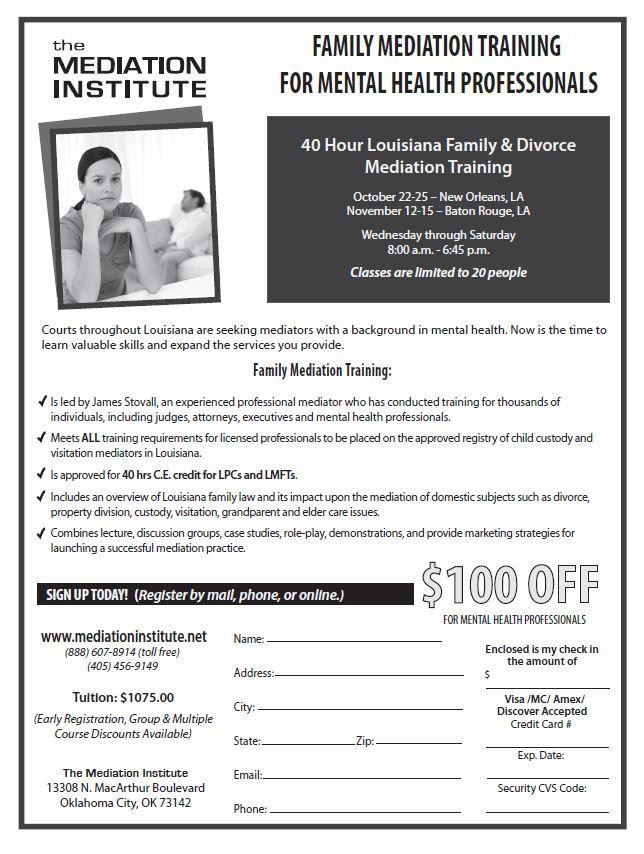 the
MEDIATION
INSTITUTE
FAMILY MEDIATION TRAINING
FOR MENTAL HEALTH PROFESSIONALS
40 Hour Louisiana Family & Divorce
Mediation Training
October 22-25 – New Orleans, LA
November 12-15 – Baton Rouge, LA
Wednesday through Saturday
8:00 a.m. - 6:45 p.m.
Classes are limited to 20 people
Courts throughout Louisiana are seeking mediators with a background in mental health. Now is the time to
learn valuable skills and expand the services you provide.
Family Mediation Training:
✓ Is led by James Stovall, an experienced professional mediator who has conducted training for thousands of
individuals, including judges, attorneys, executives and mental health professionals.
✓ Meets ALL training requirements for licensed professionals to be placed on the approved registry of child custody and
visitation mediators in Louisiana.
✓ Is approved for 40 hrs C.E. credit for LPCs and LMFTs.
✓ Includes an overview of Louisiana family law and its impact upon the mediation of domestic subjects such as divorce,
property division, custody, visitation, grandparent and elder care issues.
✓ Combines lecture, discussion groups, case studies, role-play, demonstrations, and provide marketing strategies for
launching a successful mediation practice.
SIGN UP TODAY! (Register by mail, phone, or online.)
$100 OFF
FOR MENTAL HEALTH PROFESSIONALS
www.mediationinstitute.net
(888) 607-8914 (toll free)
(405) 456-9149
Tuition: $1075.00
(Early Registration, Group & Multiple
Course Discounts Available)
The Mediation Institute
13308 N. MacArthur Boulevard
Oklahoma City, OK 73142
Name:
Address:
City:
State: Zip:
Email:
Phone:
Enclosed is my check in
the amount of
$
Visa /MC/ Amex/
Discover Accepted
Credit Card #
Exp. Date:
Security CVS Code: